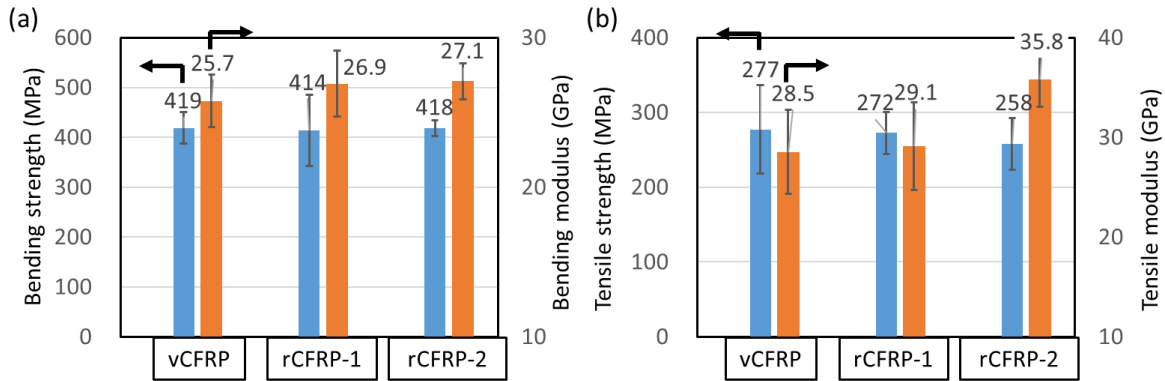 (a)
Bending strength (MPa)
600
500
400
300
200
100
0
419
25.7
414
26.9
418
27.1
30
20
10
Bending modulus (GPa)
vCFRP
rCFRP-1
rCFRP-2
(b)
Tensile strength (MPa)
400
300
200
100
0
277
28.5
272
29.1
258
35.8
40
30
20
10
Tensile modulus (GPa)
vCFRP
rCFRP-1
rCFRP-2